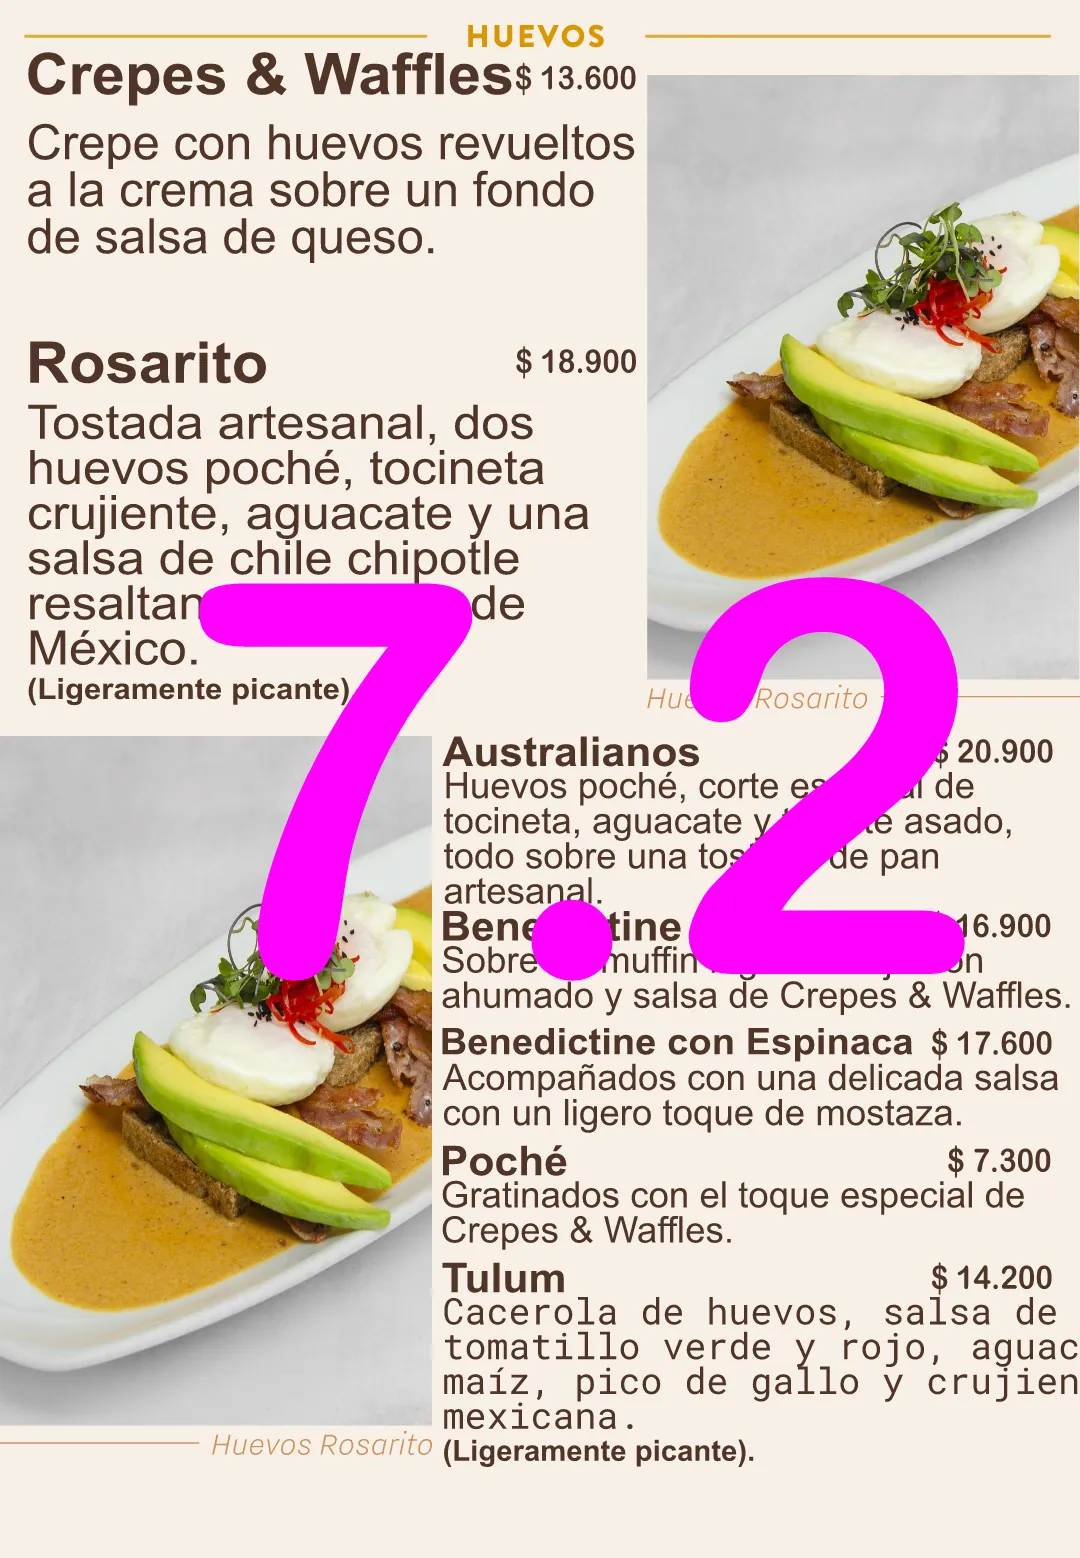 HUEVOS
Crepes & Waffles $ 13.600
Crepe con huevos revueltos
a la crema sobre un fondo
de salsa de queso.
Rosarito $ 18.900
Tostada artesanal, dos
huevos poché, tocineta
crujiente, aguacate y una
salsa de chile chipotle
de
México.
(Ligeramente picante)
Rosarito
7.2
Australianos $ 20.900
Huevos poché, corte de
tocineta, aguacate y asado,
todo sobre una de pan
artesanal.
16.900
Sobre muffin
ahumado y salsa de Crepes & Waffles.
Benedictine con Espinaca $ 17.600
Acompañados con una delicada salsa
con un ligero toque de mostaza.
Poché $ 7.300
Gratinados con el toque especial de
Crepes & Waffles.
Tulum $ 14.200
Cacerola de huevos, salsa de
tomatillo verde y rojo, aguac
maíz, pico de gallo y crujien
mexicana.
(Ligeramente picante).
Huevos Rosarito